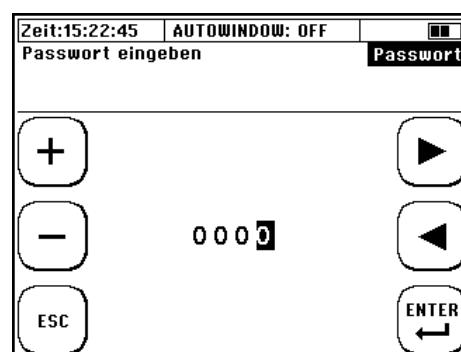 Zeit:15:22:45 AUTOWINDOW: OFF
Passwort eingeben Passwort
+
-
0000
ESC
ENTER